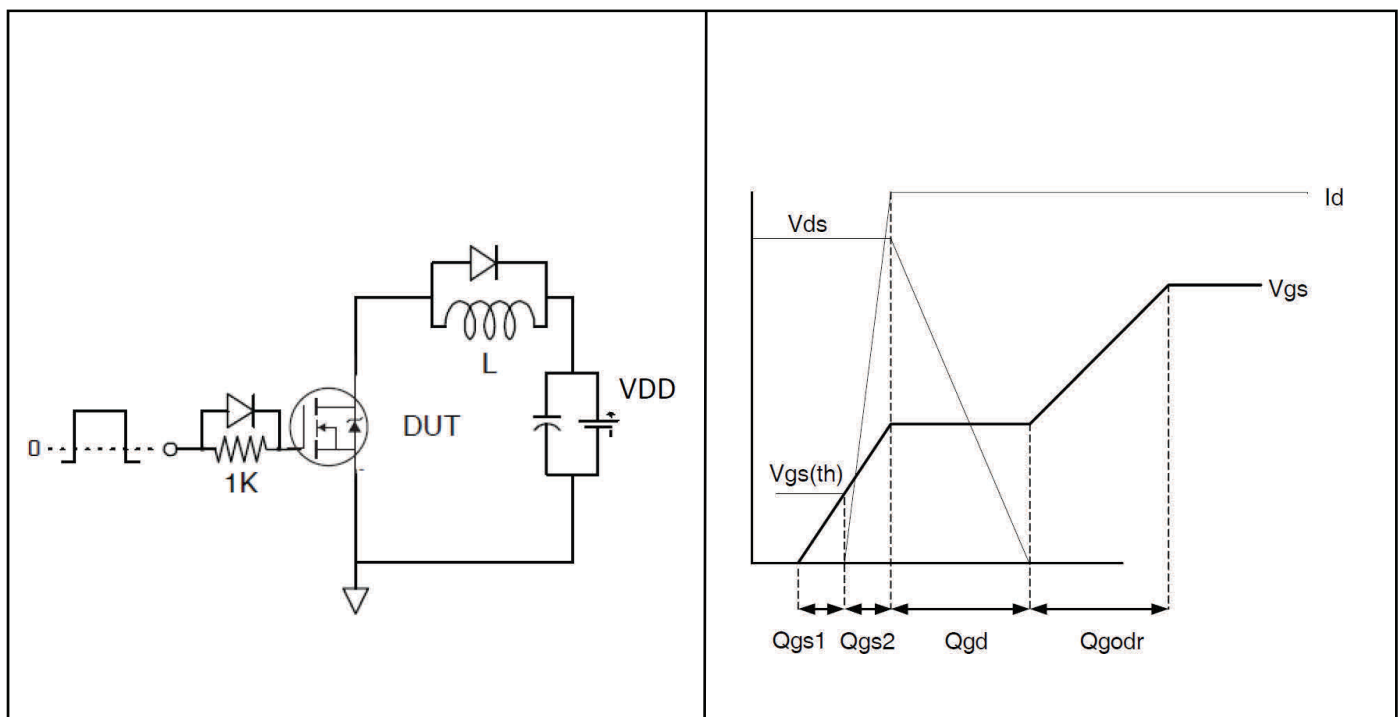 L
VDD
DUT
0
1K
Id
Vds
Vgs
Vgs(th)
Qgs1 Qgs2 Qgd Qgodr